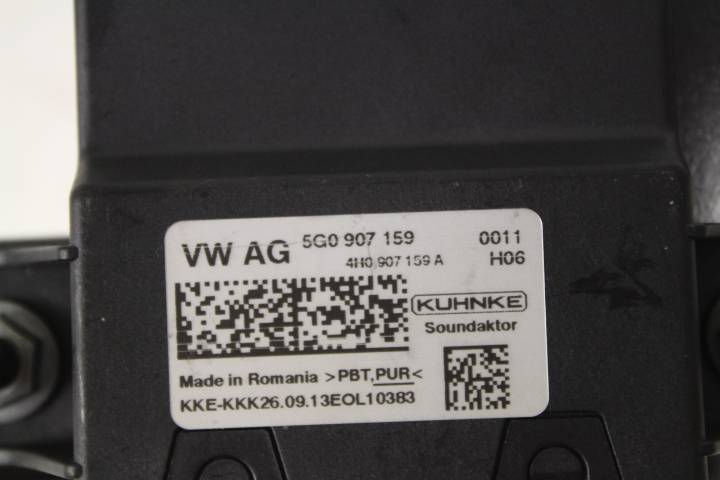 VW AG 5G0 907 159 0011
4H0 907 159 A H06
KUHNKE
Soundaktor
Made in Romania >PBT,PUR<
KKE-KKK26.09.13EOL10383